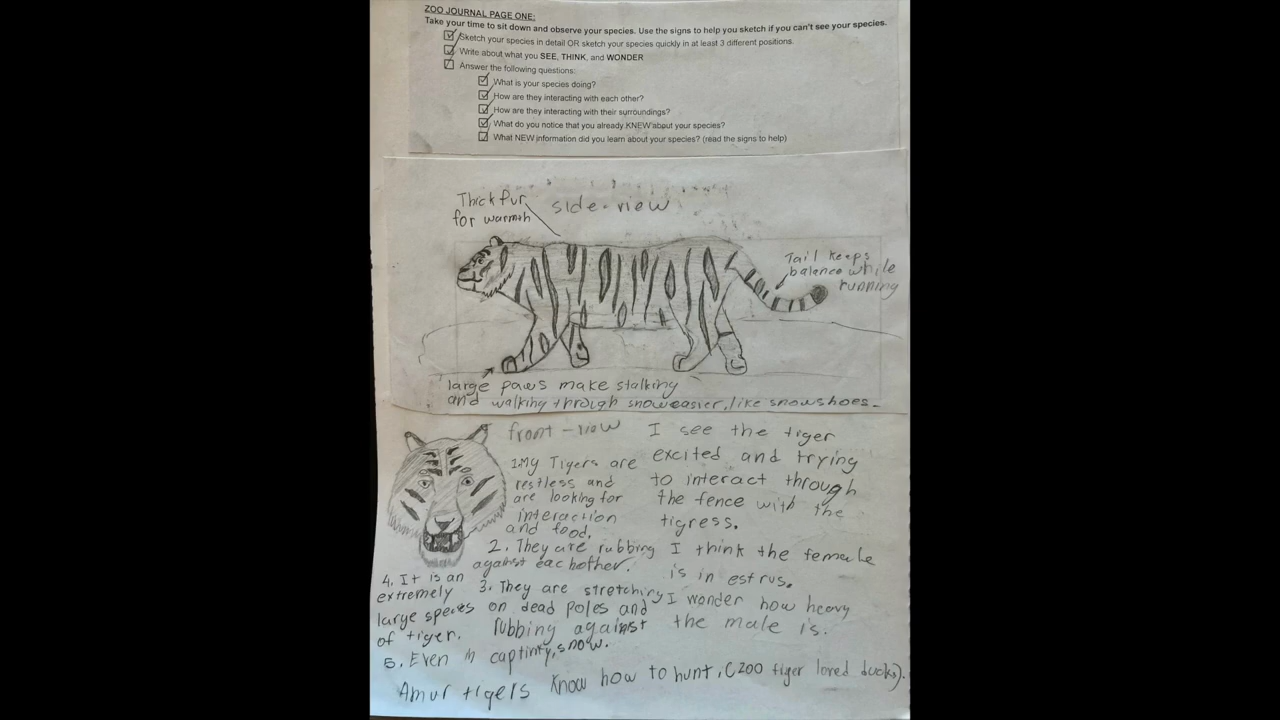 ZOO JOURNAL PAGE ONE:
Take your time to sit down and observe your species. Use the signs to help you sketch if you can't see your species.
Sketch your species in detail OR sketch your species quickly in at least 3 different positions.
Write about what you SEE, THINK, and WONDER
Answer the following questions:
What is your species doing?
How are they interacting with each other?
How are they interacting with their surroundings?
What do you notice that you already KNEW about your species?
What NEW information did you learn about your species? (read the signs to help)
Thick fur
for warmth
side-view
Tail keeps
balance while
running
large paws make stalking
and walking through snow easier, like snowshoes.
front-view
1. My Tigers are
restless and
are looking for
interaction
and food.
2. They are rubbing
against each other.
3. They are stretching
on dead poles and
rubbing against
snow.
4. It is an
extremely
large species
of tiger.
5. Even in captivity,
Amur tigers know how to hunt. (zoo tiger loved ducks).
I see the tiger
excited and trying
to interact through
the fence with the
tigress.
I think the female
is in estrus.
I wonder how heavy
the male is.